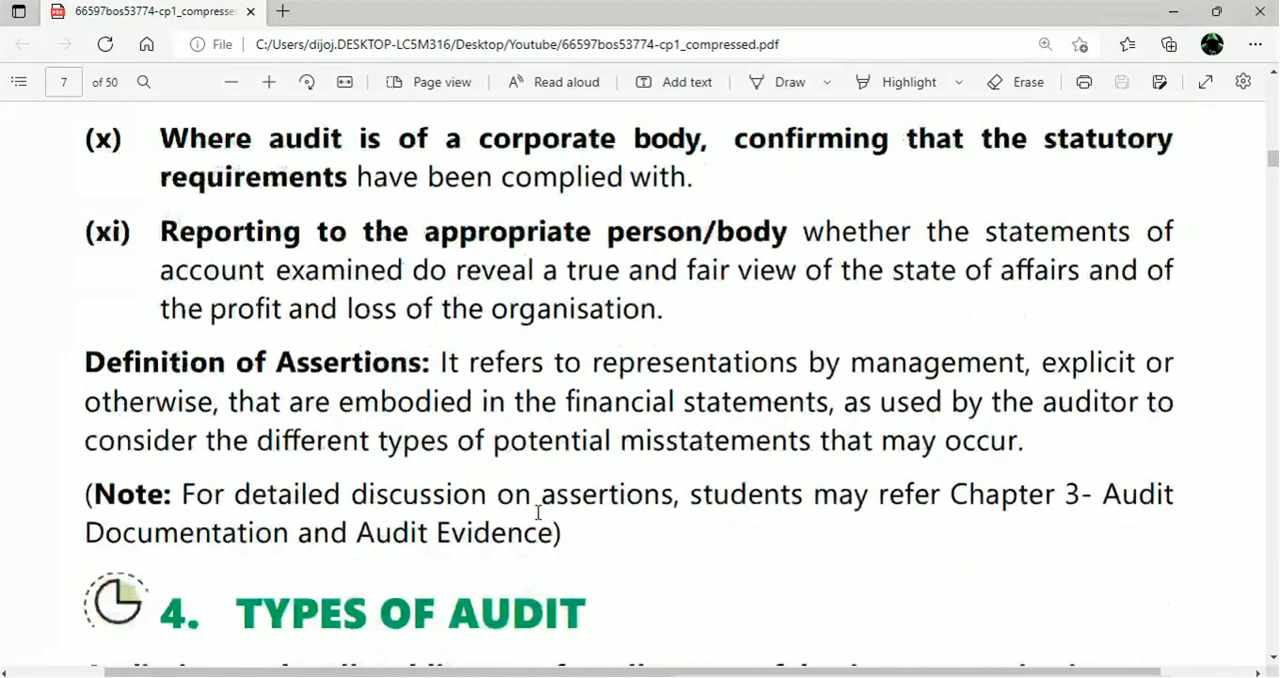 66597bos53774-cp1_compresse
File C:/Users/dijoj.DESKTOP-LC5M316/Desktop/Youtube/66597bos53774-cp1_compressed.pdf
7 of 50 Page view Read aloud Add text Draw Highlight Erase
(x) Where audit is of a corporate body, confirming that the statutory
requirements have been complied with.
(xi) Reporting to the appropriate person/body whether the statements of
account examined do reveal a true and fair view of the state of affairs and of
the profit and loss of the organisation.
Definition of Assertions: It refers to representations by management, explicit or
otherwise, that are embodied in the financial statements, as used by the auditor to
consider the different types of potential misstatements that may occur.
(Note: For detailed discussion on assertions, students may refer Chapter 3- Audit
Documentation and Audit Evidence)
4. TYPES OF AUDIT